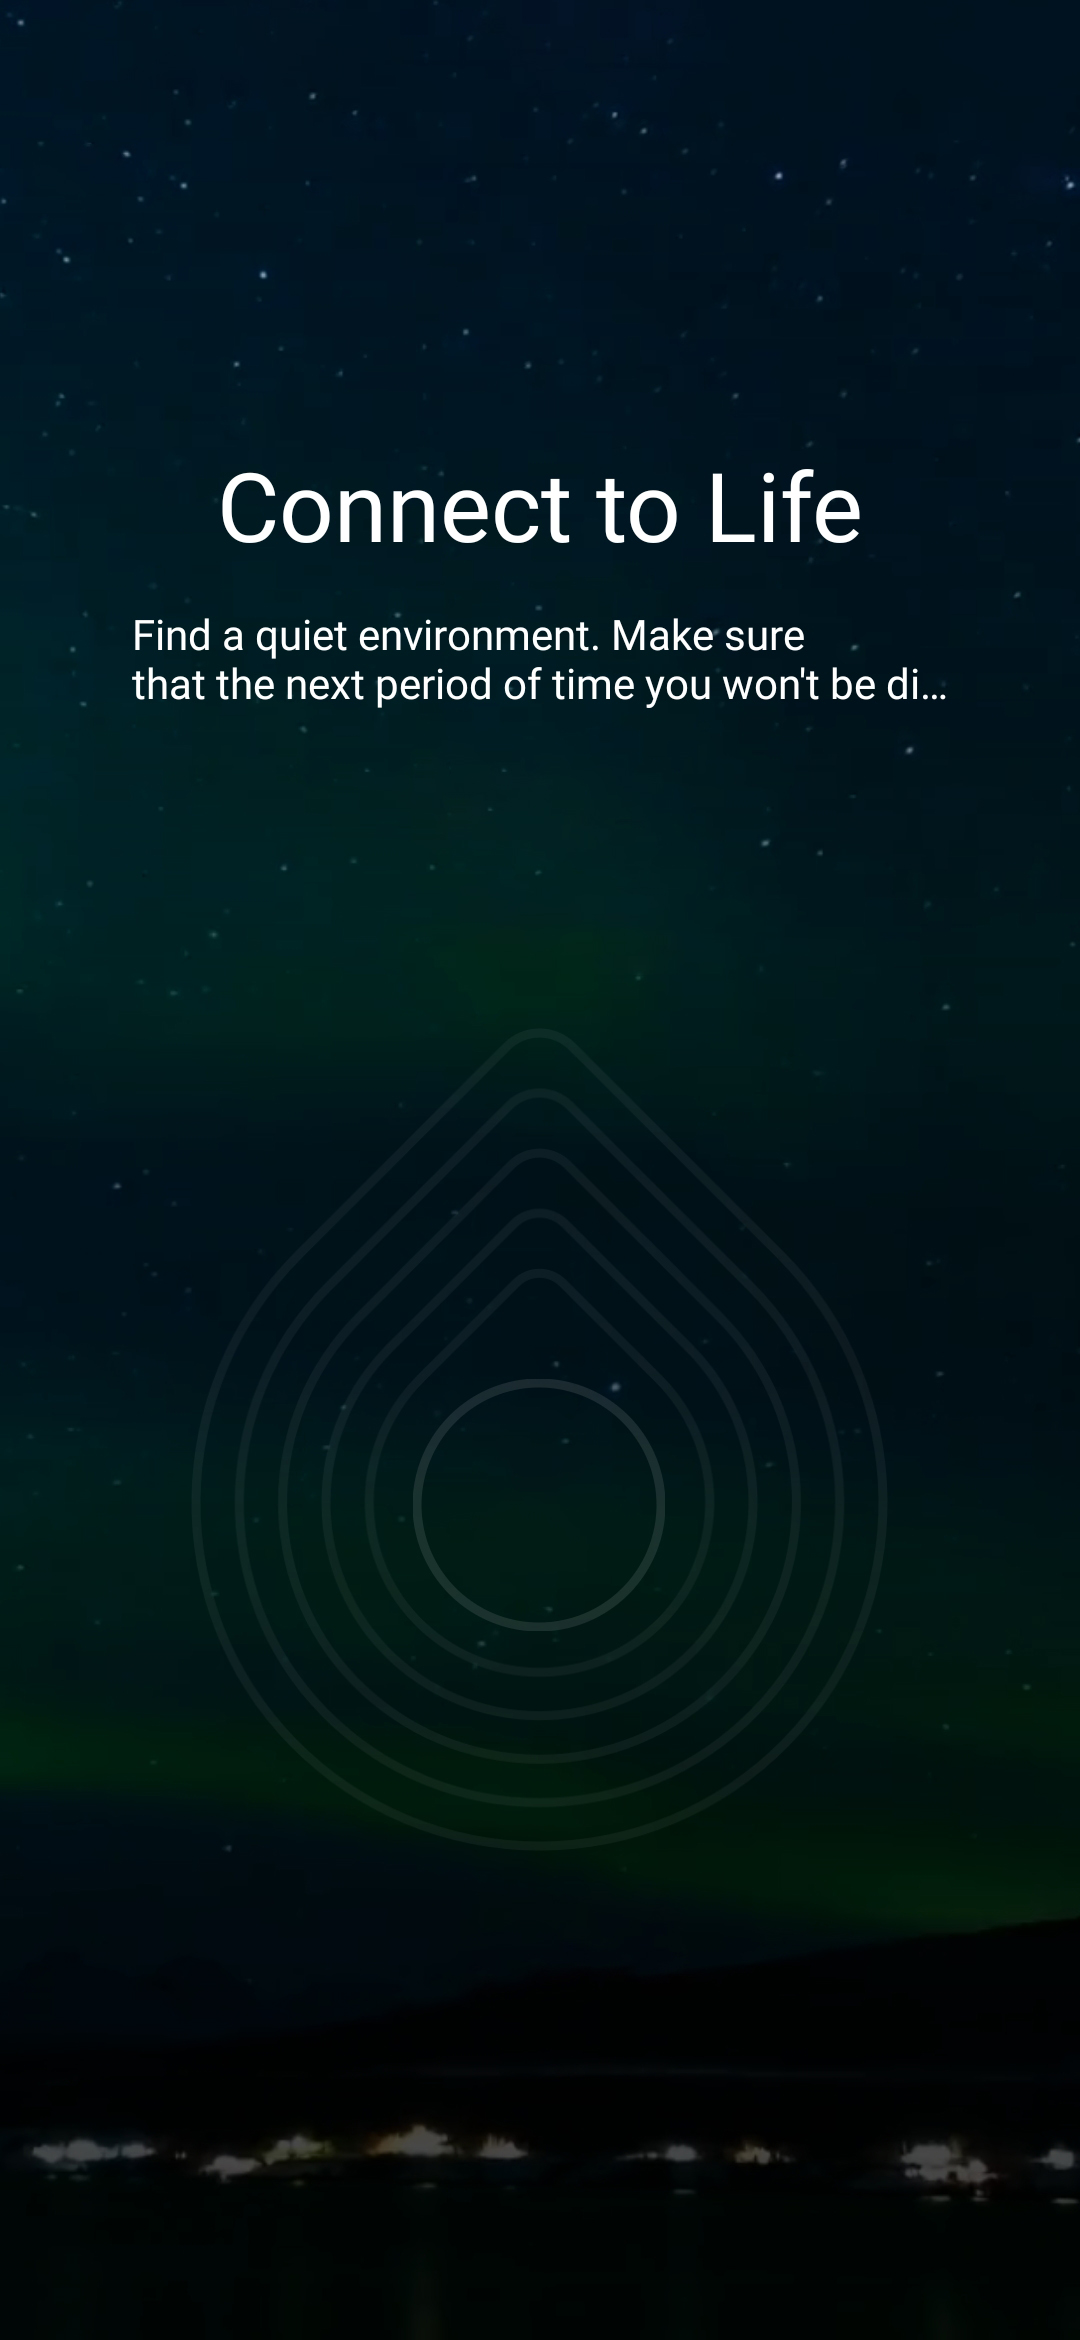 Connect to Life
Find a quiet environment. Make sure
that the next period of time you won't be di…